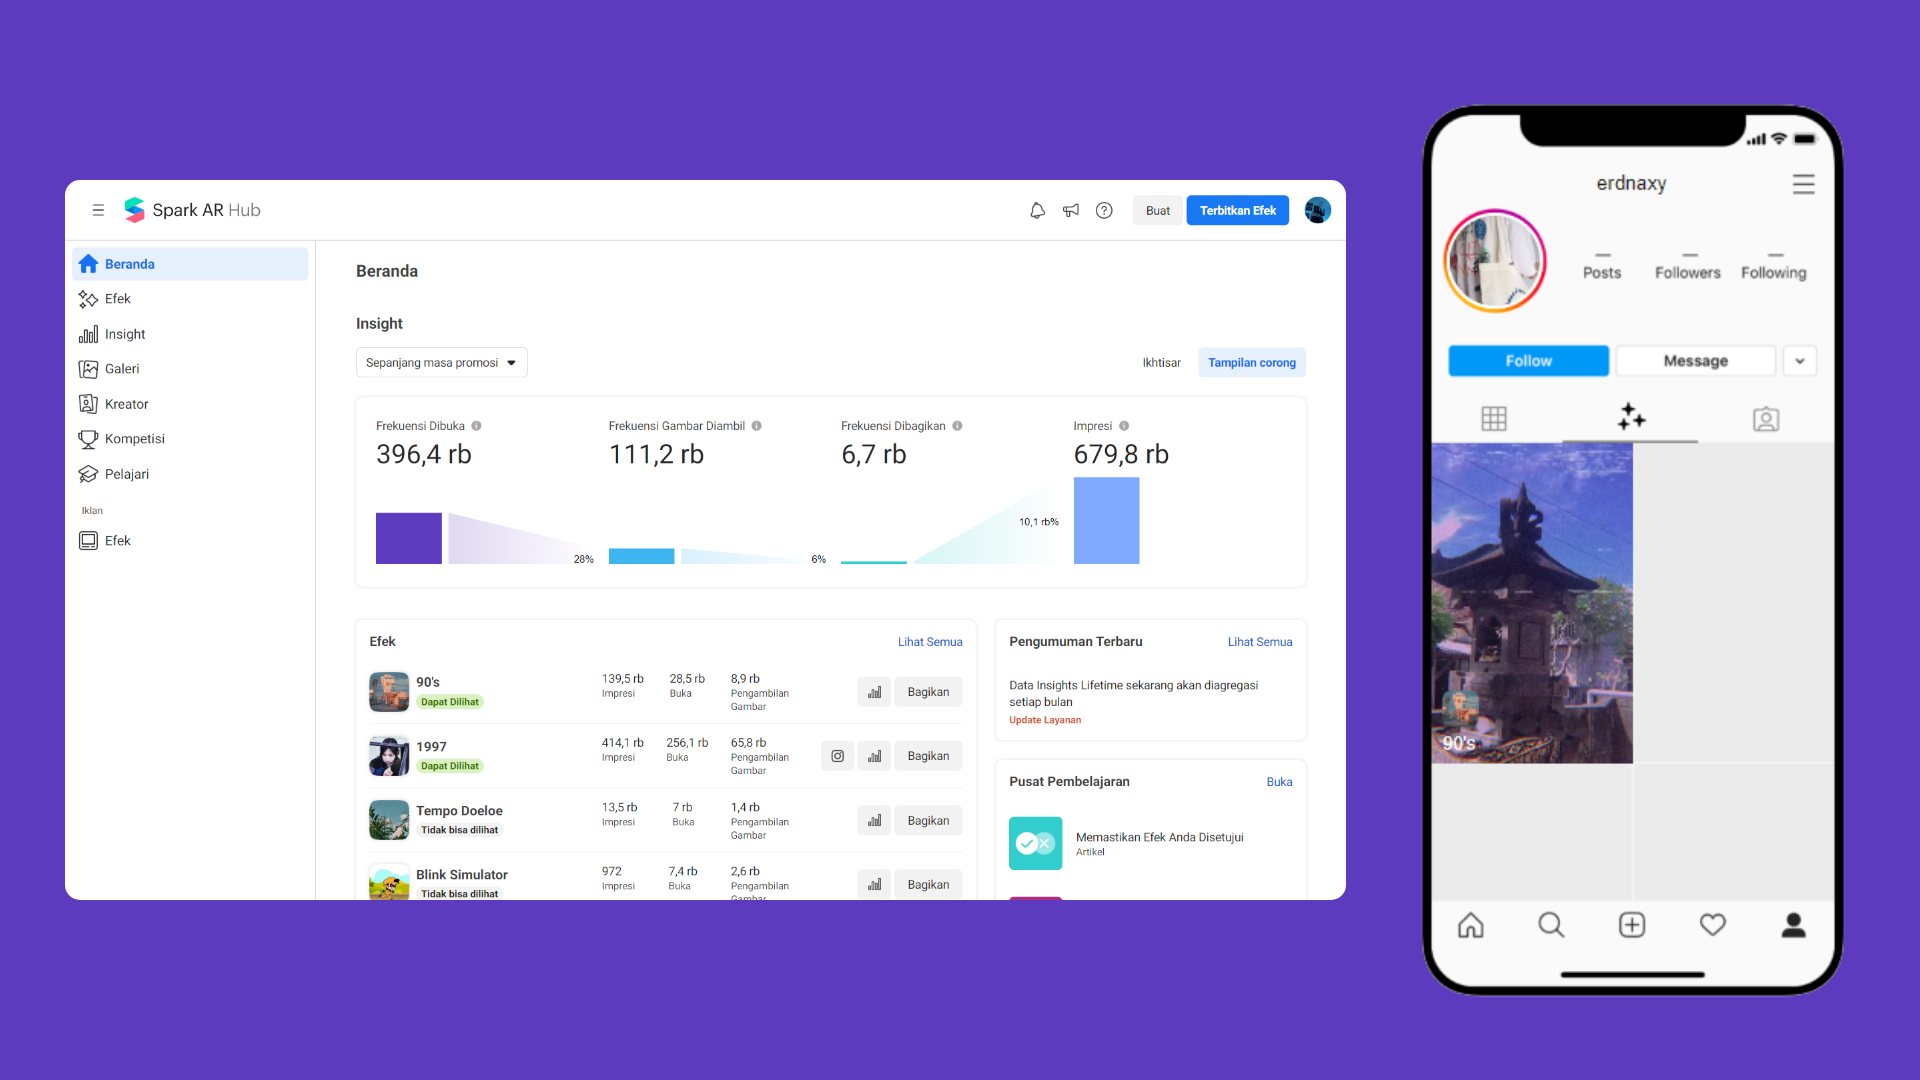 Spark AR Hub
Buat
Terbitkan Efek
Beranda
Efek
Insight
Galeri
Kreator
Kompetisi
Pelajari
Iklan
Efek
Beranda
Insight
Sepanjang masa promosi
Ikhtisar
Tampilan corong
Frekuensi Dibuka
396,4 rb
28%
Frekuensi Gambar Diambil
111,2 rb
6%
Frekuensi Dibagikan
6,7 rb
10,1 rb%
Impresi
679,8 rb
Efek
Lihat Semua
90's
Dapat Dilihat
139,5 rb
Impresi
28,5 rb
Buka
8,9 rb
Pengambilan
Gambar
Bagikan
1997
Dapat Dilihat
414,1 rb
Impresi
256,1 rb
Buka
65,8 rb
Pengambilan
Gambar
Bagikan
Tempo Doeloe
Tidak bisa dilihat
13,5 rb
Impresi
7 rb
Buka
1,4 rb
Pengambilan
Gambar
Bagikan
Blink Simulator
Tidak bisa dilihat
972
Impresi
7,4 rb
Buka
2,6 rb
Pengambilan
Gambar
Bagikan
Pengumuman Terbaru
Lihat Semua
Data Insights Lifetime sekarang akan diagregasi
setiap bulan
Update Layanan
Pusat Pembelajaran
Buka
Memastikan Efek Anda Disetujui
Artikel
erdnaxy
Posts
Followers
Following
Follow
Message
90's